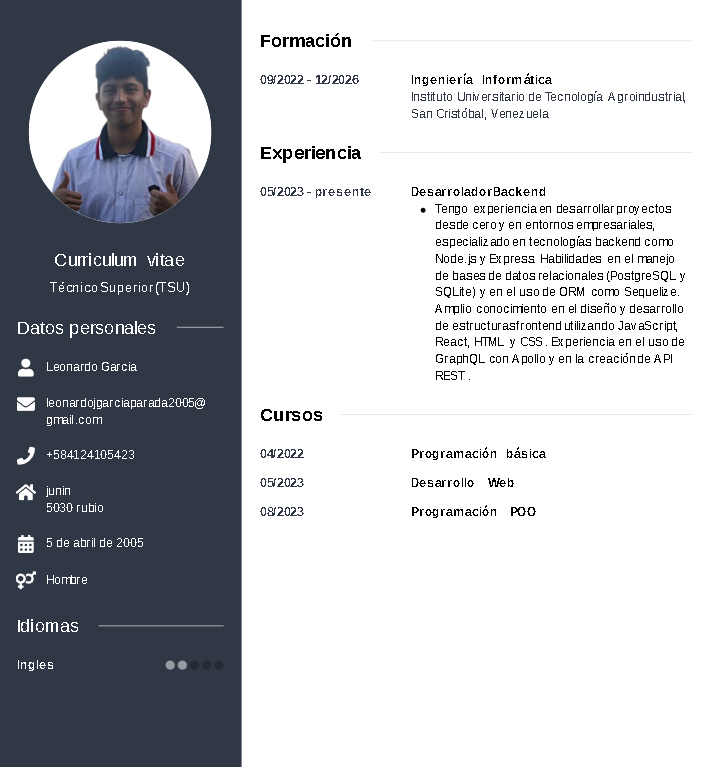 Curriculum vitae
Técnico Superior (TSU)
Datos personales
Leonardo Garcia
leonardojgarciaparada2005@
gmail.com
+584124105423
junin
5030 rubio
5 de abril de 2005
Hombre
Idiomas
Ingles
Formación
09/2022 - 12/2026
Ingeniería Informática
Instituto Universitario de Tecnología Agroindustrial,
San Cristóbal, Venezuela
Experiencia
05/2023 - presente
Desarrolador Backend
Tengo experiencia en desarrollar proyectos
desde cero y en entornos empresariales,
especializado en tecnologías backend como
Node.js y Express. Habilidades en el manejo
de bases de datos relacionales (PostgreSQL y
SQLite) y en el uso de ORM como Sequelize.
Amplio conocimiento en el diseño y desarrollo
de estructuras frontend utilizando JavaScript,
React, HTML y CSS. Experiencia en el uso de
GraphQL con Apollo y en la creación de API
REST.
Cursos
04/2022
Programación básica
05/2023
Desarrollo Web
08/2023
Programación POO